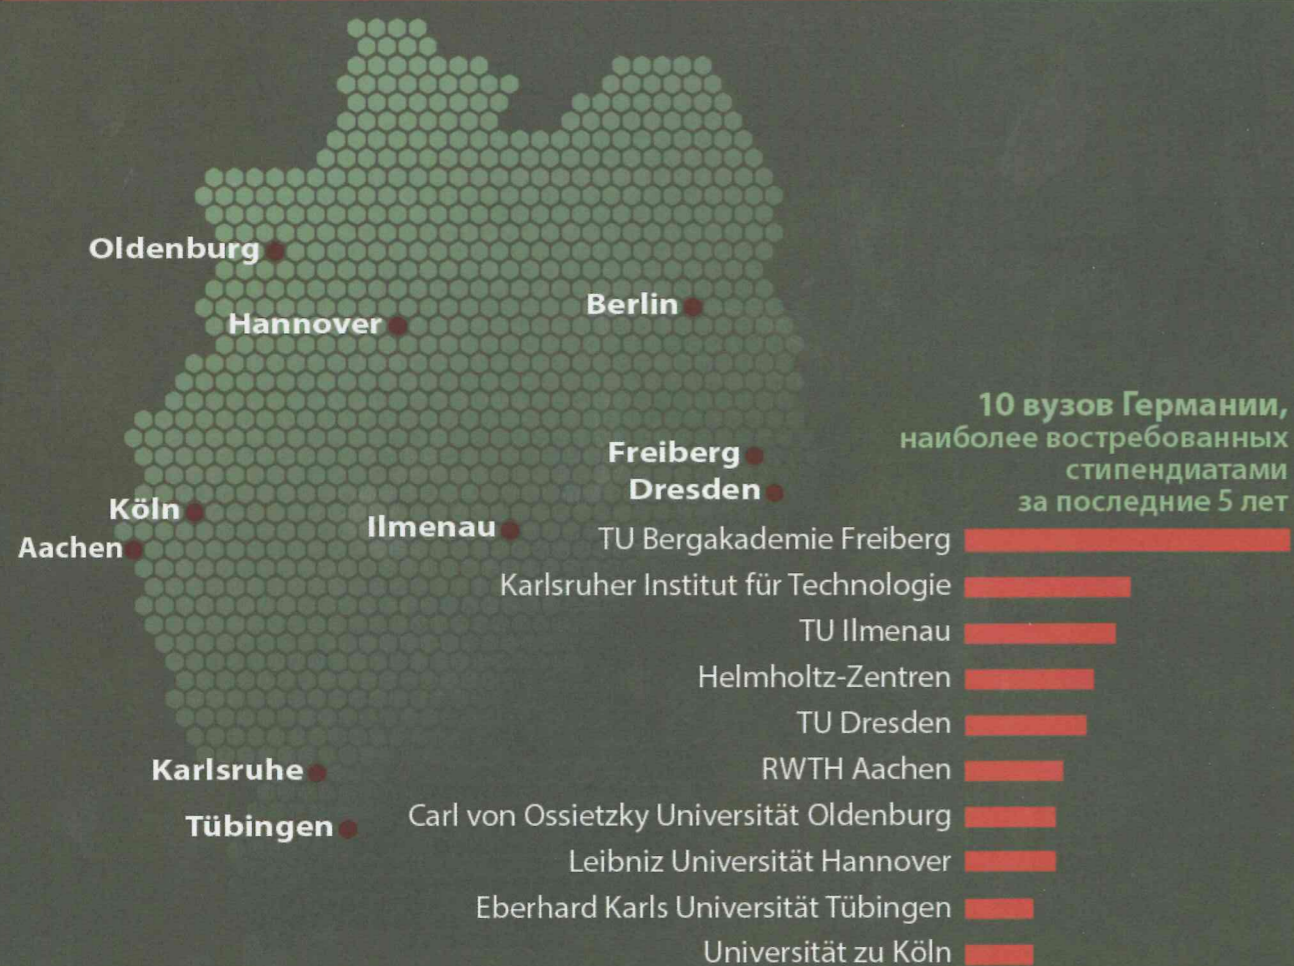 Oldenburg
Berlin
Hannover
Freiberg
Dresden
Köln
Ilmenau
Aachen
Karlsruhe
Tübingen
10 вузов Германии,
наиболее востребованных
стипендиатами
за последние 5 лет
TU Bergakademie Freiberg
Karlsruher Institut für Technologie
TU Ilmenau
Helmholtz-Zentren
TU Dresden
RWTH Aachen
Carl von Ossietzky Universität Oldenburg
Leibniz Universität Hannover
Eberhard Karls Universität Tübingen
Universität zu Köln